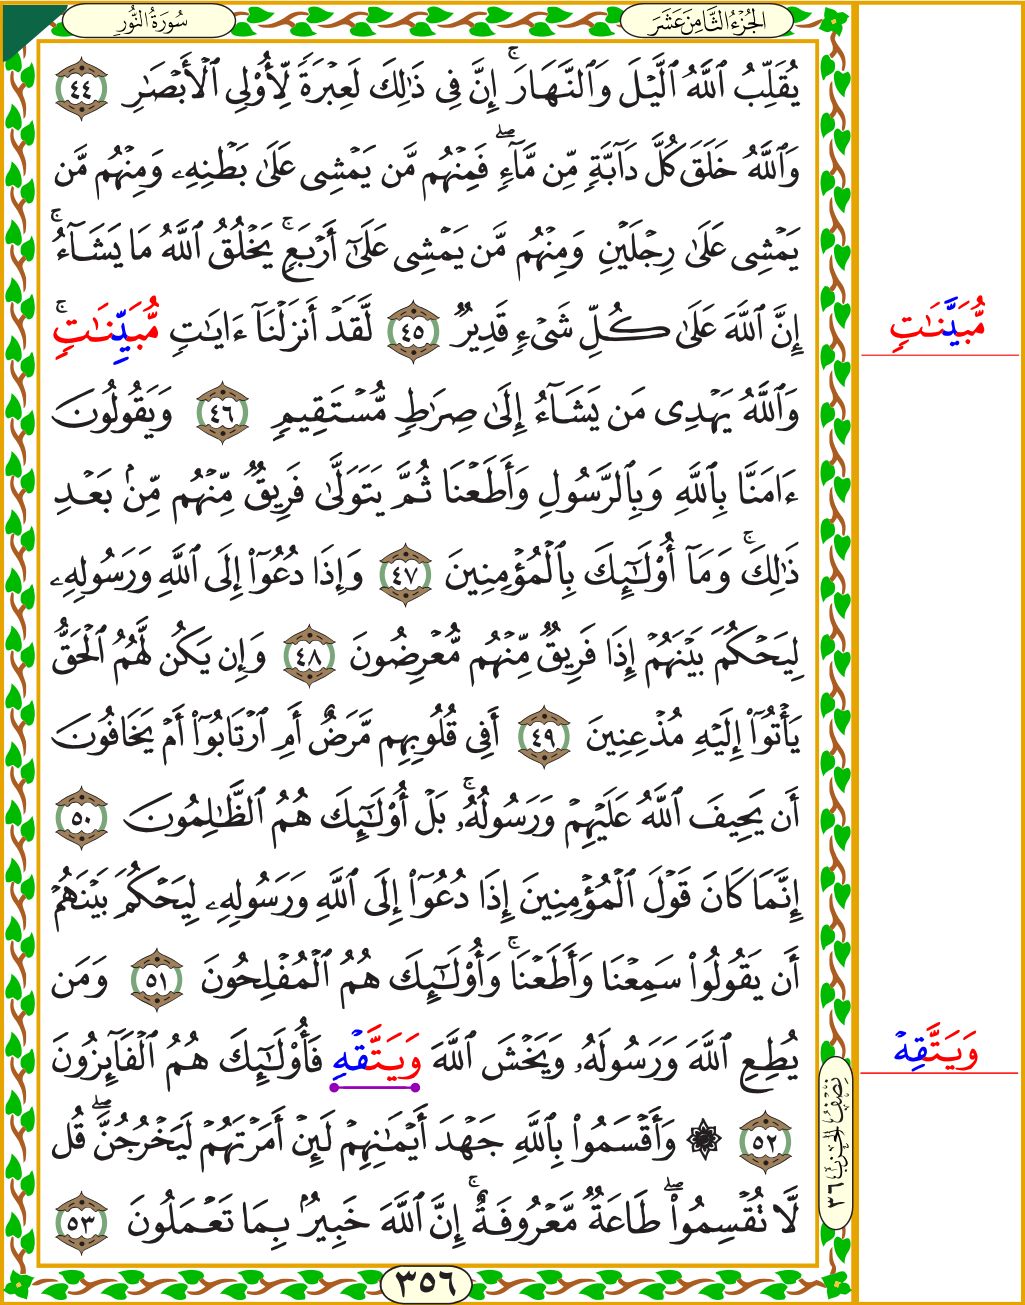 سُورَةُ النُّورِ
الجُزْءُ الثَّامِنَ عَشَرَ
يُقَلِّبُ ٱللَّهُ ٱلَّيۡلَ وَٱلنَّهَارَۚ إِنَّ فِي ذَٰلِكَ لَعِبۡرَةٗ لِّأُوْلِي ٱلۡأَبۡصَٰرِ ٤٤
وَٱللَّهُ خَلَقَ كُلَّ دَآبَّةٖ مِّن مَّآءٖۖ فَمِنۡهُم مَّن يَمۡشِي عَلَىٰ بَطۡنِهِۦ وَمِنۡهُم مَّن
يَمۡشِي عَلَىٰ رِجۡلَيۡنِ وَمِنۡهُم مَّن يَمۡشِي عَلَىٰٓ أَرۡبَعٖۚ يَخۡلُقُ ٱللَّهُ مَا يَشَآءُۚ
إِنَّ ٱللَّهَ عَلَىٰ كُلِّ شَيۡءٖ قَدِيرٞ ٤٥ لَّقَدۡ أَنزَلۡنَآ ءَايَٰتٖ مُّبَيِّنَٰتٖۚ
مُّبَيَّنَٰتٖ
وَٱللَّهُ يَهۡدِي مَن يَشَآءُ إِلَىٰ صِرَٰطٖ مُّسۡتَقِيمٖ ٤٦ وَيَقُولُونَ
ءَامَنَّا بِٱللَّهِ وَبِٱلرَّسُولِ وَأَطَعۡنَا ثُمَّ يَتَوَلَّىٰ فَرِيقٞ مِّنۡهُم مِّنۢ بَعۡدِ
ذَٰلِكَۚ وَمَآ أُوْلَٰٓئِكَ بِٱلۡمُؤۡمِنِينَ ٤٧ وَإِذَا دُعُوٓاْ إِلَى ٱللَّهِ وَرَسُولِهِۦ
لِيَحۡكُمَ بَيۡنَهُمۡ إِذَا فَرِيقٞ مِّنۡهُم مُّعۡرِضُونَ ٤٨ وَإِن يَكُن لَّهُمُ ٱلۡحَقُّ
يَأۡتُوٓاْ إِلَيۡهِ مُذۡعِنِينَ ٤٩ أَفِي قُلُوبِهِم مَّرَضٌ أَمِ ٱرۡتَابُوٓاْ أَمۡ يَخَافُونَ
أَن يَحِيفَ ٱللَّهُ عَلَيۡهِمۡ وَرَسُولُهُۥۚ بَلۡ أُوْلَٰٓئِكَ هُمُ ٱلظَّٰلِمُونَ ٥٠
إِنَّمَا كَانَ قَوۡلَ ٱلۡمُؤۡمِنِينَ إِذَا دُعُوٓاْ إِلَى ٱللَّهِ وَرَسُولِهِۦ لِيَحۡكُمَ بَيۡنَهُمۡ
أَن يَقُولُواْ سَمِعۡنَا وَأَطَعۡنَاۚ وَأُوْلَٰٓئِكَ هُمُ ٱلۡمُفۡلِحُونَ ٥١ وَمَن
يُطِعِ ٱللَّهَ وَرَسُولَهُۥ وَيَخۡشَ ٱللَّهَ وَيَتَّقۡهِ فَأُوْلَٰٓئِكَ هُمُ ٱلۡفَآئِزُونَ
وَيَتَّقِهۡ
٥٢ ۞ وَأَقۡسَمُواْ بِٱللَّهِ جَهۡدَ أَيۡمَٰنِهِمۡ لَئِنۡ أَمَرۡتَهُمۡ لَيَخۡرُجُنَّۖ قُل
نِصْفُ الحِزْبِ ٣٦
لَّا تُقۡسِمُواْۖ طَاعَةٞ مَّعۡرُوفَةٌۚ إِنَّ ٱللَّهَ خَبِيرُۢ بِمَا تَعۡمَلُونَ ٥٣
٣٥٦